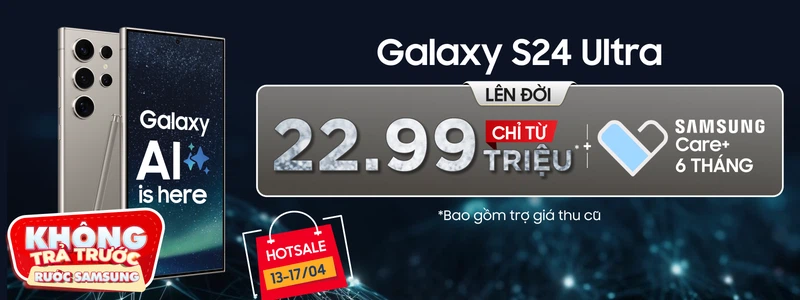 Galaxy S24 Ultra
LÊN ĐỜI
22.99
CHỈ TỪ
TRIỆU*
+
SAMSUNG
Care+
6 THÁNG
*Bao gồm trợ giá thu cũ
Galaxy
AI
is here
KHÔNG
TRẢ TRƯỚC
RƯỚC SAMSUNG
HOTSALE
13-17/04